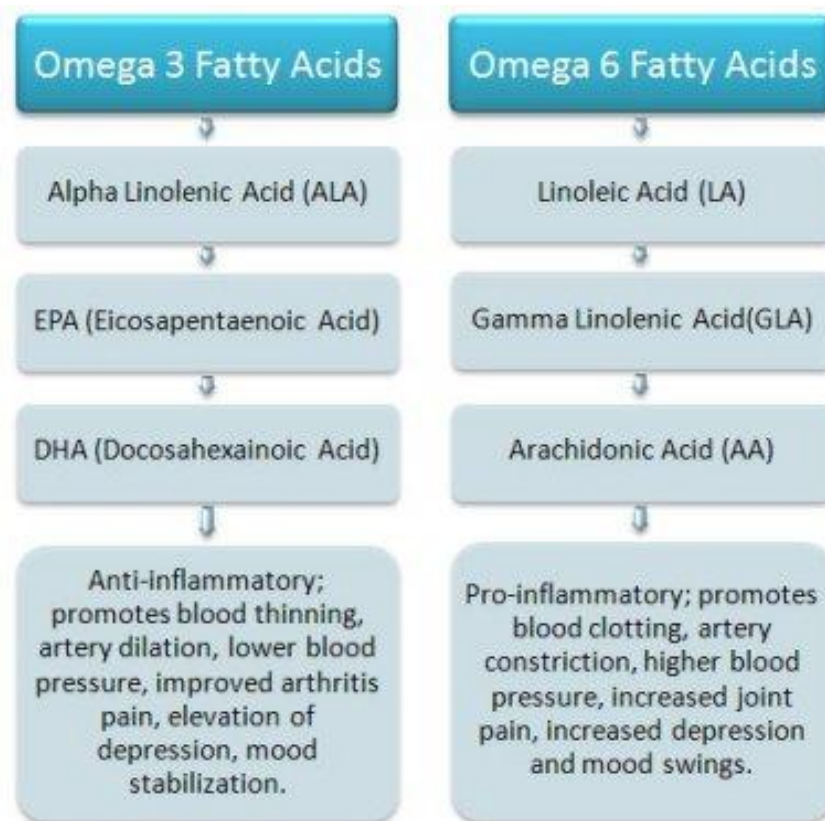 Omega 3 Fatty Acids
Alpha Linolenic Acid (ALA)
EPA (Eicosapentaenoic Acid)
DHA (Docosahexainoic Acid)
Anti-inflammatory;
promotes blood thinning,
artery dilation, lower blood
pressure, improved arthritis
pain, elevation of
depression, mood
stabilization.
Omega 6 Fatty Acids
Linoleic Acid (LA)
Gamma Linolenic Acid(GLA)
Arachidonic Acid (AA)
Pro-inflammatory; promotes
blood clotting, artery
constriction, higher blood
pressure, increased joint
pain, increased depression
and mood swings.